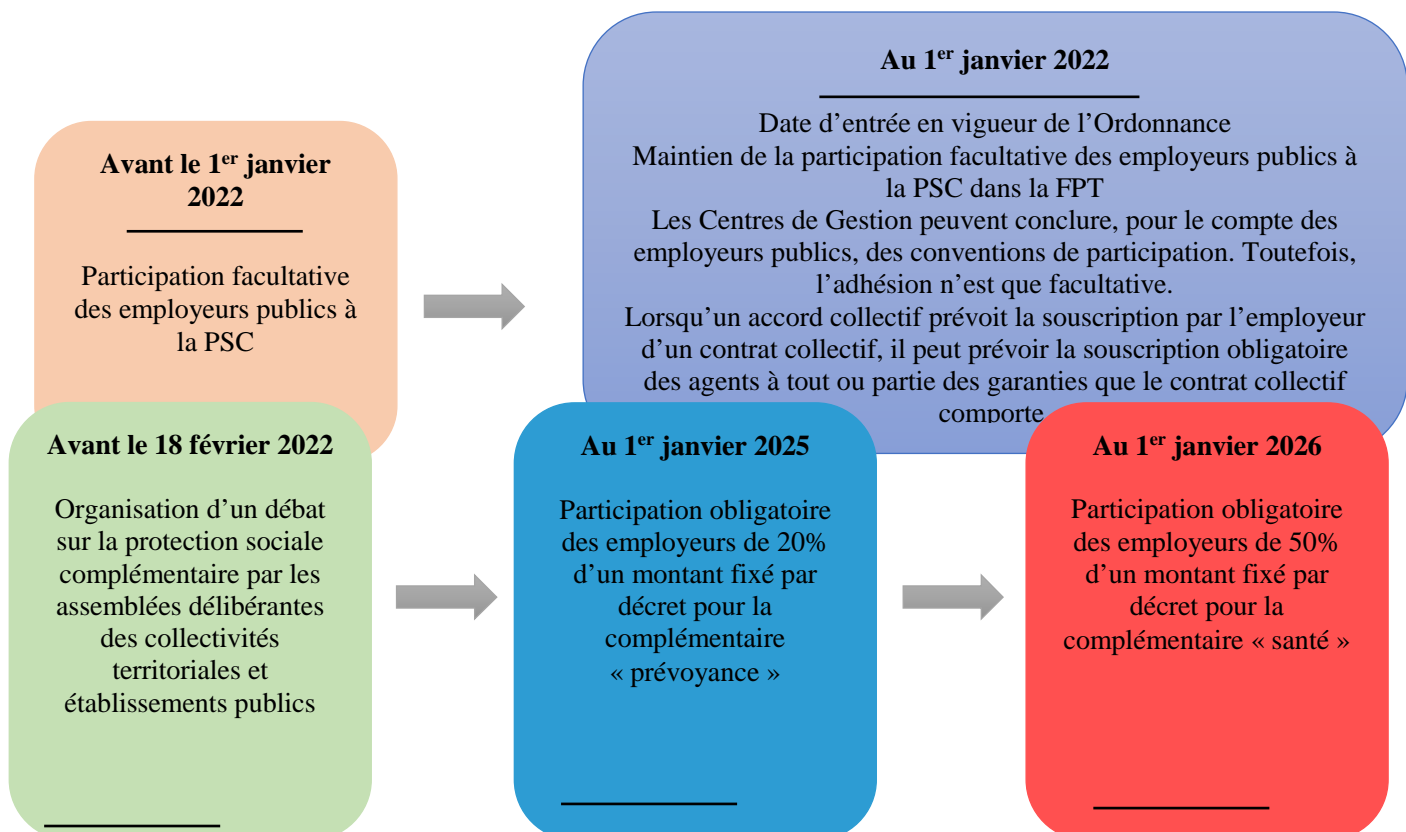 Avant le 1er janvier
2022
Participation facultative
des employeurs publics à
la PSC
Au 1er janvier 2022
Date d’entrée en vigueur de l’Ordonnance
Maintien de la participation facultative des employeurs publics à
la PSC dans la FPT
Les Centres de Gestion peuvent conclure, pour le compte des
employeurs publics, des conventions de participation. Toutefois,
l’adhésion n’est que facultative.
Lorsqu’un accord collectif prévoit la souscription par l’employeur
d’un contrat collectif, il peut prévoir la souscription obligatoire
des agents à tout ou partie des garanties que le contrat collectif
comporte
Avant le 18 février 2022
Organisation d’un débat
sur la protection sociale
complémentaire par les
assemblées délibérantes
des collectivités
territoriales et
établissements publics
Au 1er janvier 2025
Participation obligatoire
des employeurs de 20%
d’un montant fixé par
décret pour la
complémentaire
« prévoyance »
Au 1er janvier 2026
Participation obligatoire
des employeurs de 50%
d’un montant fixé par
décret pour la
complémentaire « santé »